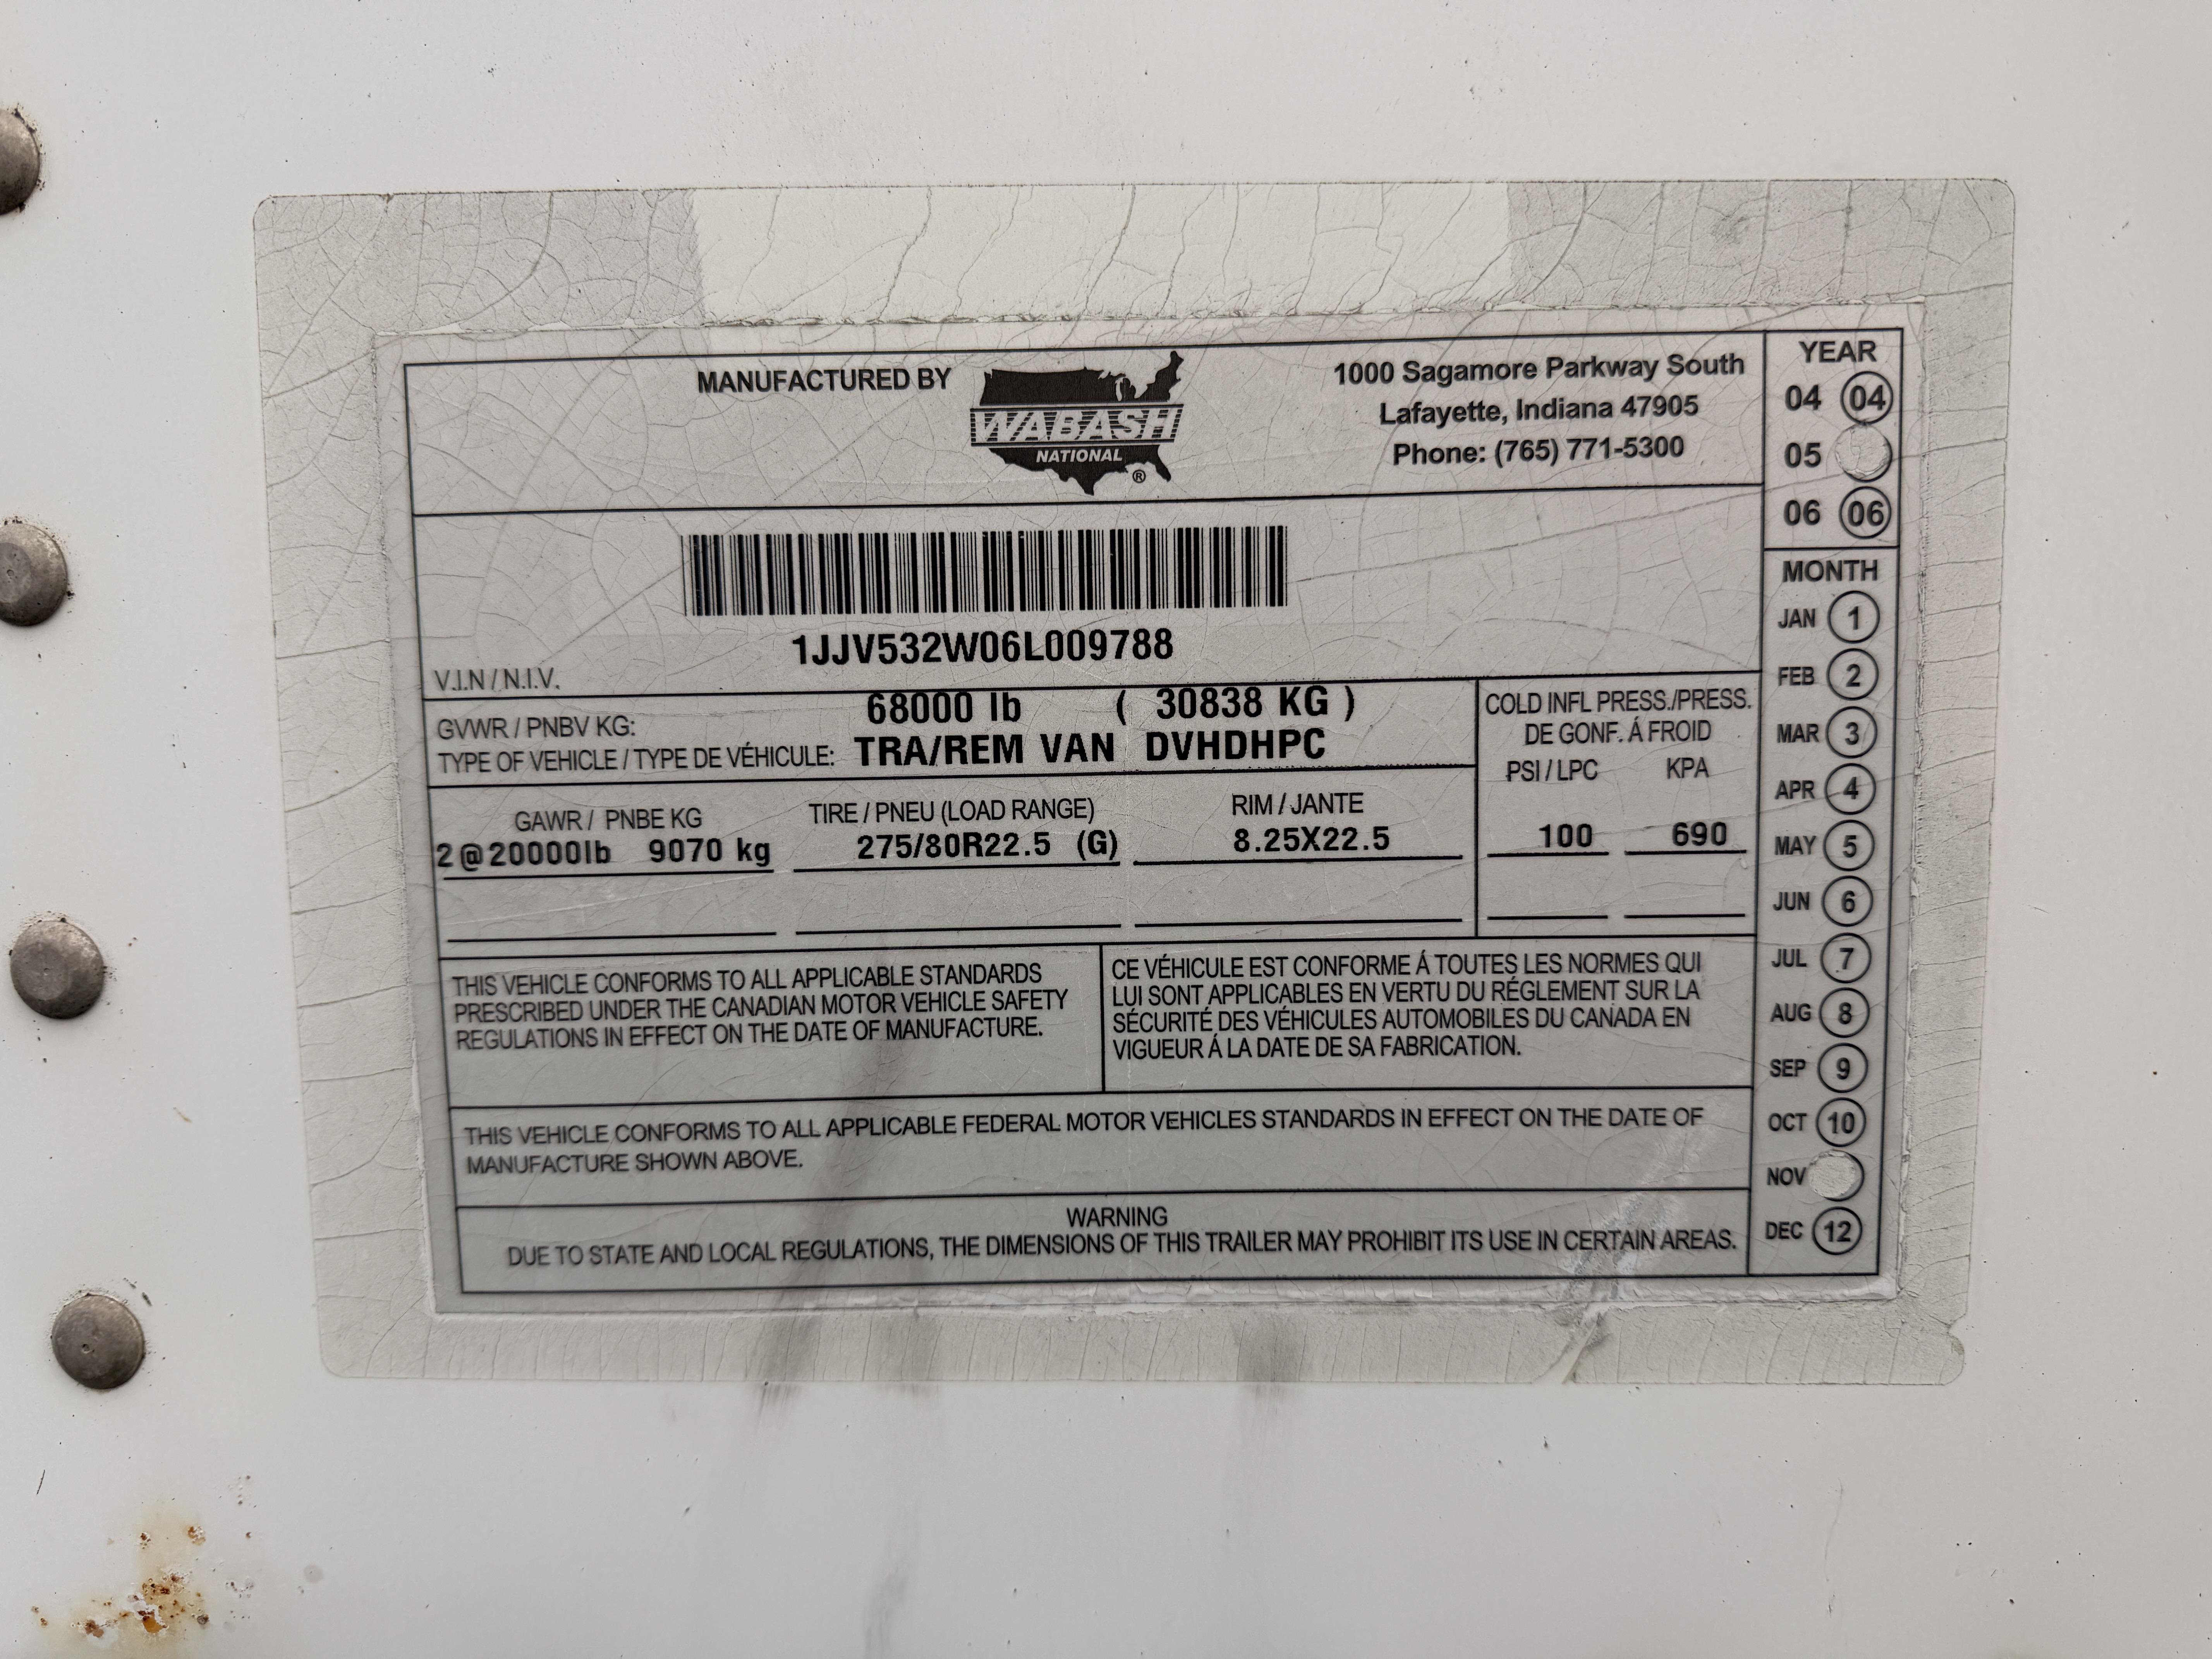 MANUFACTURED BY
WABASH
NATIONAL
®
1000 Sagamore Parkway South
Lafayette, Indiana 47905
Phone: (765) 771-5300
1JJV532W06L009788
V.I.N / N.I.V.
GVWR / PNBV KG: 68000 lb ( 30838 KG )
TYPE OF VEHICLE / TYPE DE VÉHICULE: TRA/REM VAN DVHDHPC
COLD INFL PRESS./PRESS.
DE GONF. Á FROID
PSI / LPC KPA
GAWR / PNBE KG TIRE / PNEU (LOAD RANGE) RIM / JANTE
2@20000lb 9070 kg 275/80R22.5 (G) 8.25X22.5 100 690
THIS VEHICLE CONFORMS TO ALL APPLICABLE STANDARDS
PRESCRIBED UNDER THE CANADIAN MOTOR VEHICLE SAFETY
REGULATIONS IN EFFECT ON THE DATE OF MANUFACTURE.
CE VÉHICULE EST CONFORME Á TOUTES LES NORMES QUI
LUI SONT APPLICABLES EN VERTU DU RÉGLEMENT SUR LA
SÉCURITÉ DES VÉHICULES AUTOMOBILES DU CANADA EN
VIGUEUR Á LA DATE DE SA FABRICATION.
THIS VEHICLE CONFORMS TO ALL APPLICABLE FEDERAL MOTOR VEHICLES STANDARDS IN EFFECT ON THE DATE OF
MANUFACTURE SHOWN ABOVE.
WARNING
DUE TO STATE AND LOCAL REGULATIONS, THE DIMENSIONS OF THIS TRAILER MAY PROHIBIT ITS USE IN CERTAIN AREAS.
YEAR
04 04
05
06 06
MONTH
JAN 1
FEB 2
MAR 3
APR 4
MAY 5
JUN 6
JUL 7
AUG 8
SEP 9
OCT 10
NOV
DEC 12